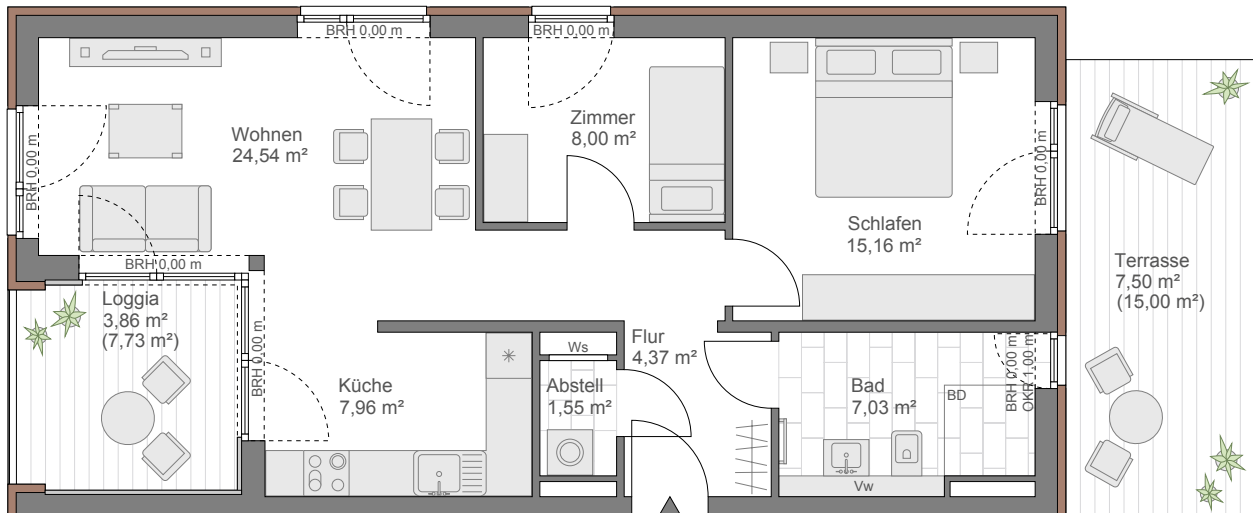 BRH 0,00 m
BRH 0,00 m
Wohnen
24,54 m²
Zimmer
8,00 m²
BRH 0,00 m
BRH 0,00 m
Schlafen
15,16 m²
Terrasse
7,50 m²
(15,00 m²)
BRH 0,00 m
Loggia
3,86 m²
(7,73 m²)
BRH 0,00 m
Küche
7,96 m²
Ws
Abstell
1,55 m²
Flur
4,37 m²
Bad
7,03 m²
BD
BRH 0,00 m
OKR 1,00 m
Vw